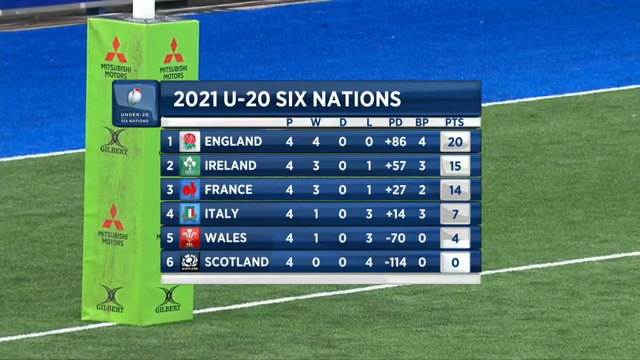 MITSUBISHI
MOTORS
MITSUBISHI
MOTORS
UNDER-20
SIX NATIONS
2021 U-20 SIX NATIONS
P W D L PD BP PTS
1 ENGLAND 4 4 0 0 +86 4 20
2 IRELAND 4 3 0 1 +57 3 15
3 FRANCE 4 3 0 1 +27 2 14
4 ITALY 4 1 0 3 +14 3 7
5 WALES 4 1 0 3 -70 0 4
6 SCOTLAND 4 0 0 4 -114 0 0
GILBERT
MITSUBISHI
MOTORS
GILBERT
GILBERT